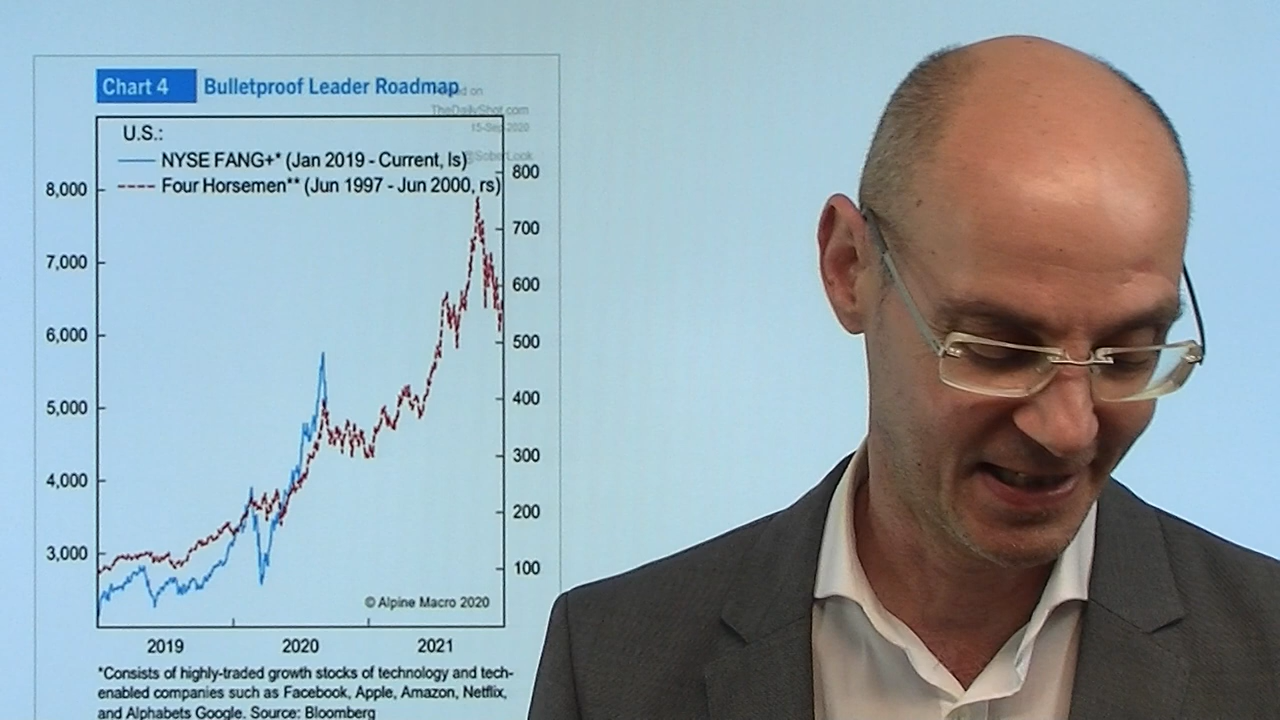 Chart 4 Bulletproof Leader Roadmap
Posted on
TheDailyShot.com
15-Sep-2020
@SoberLook
U.S.:
NYSE FANG+* (Jan 2019 - Current, ls)
Four Horsemen** (Jun 1997 - Jun 2000, rs)
8,000
7,000
6,000
5,000
4,000
3,000
800
700
600
500
400
300
200
100
© Alpine Macro 2020
2019 2020 2021
*Consists of highly-traded growth stocks of technology and tech-
enabled companies such as Facebook, Apple, Amazon, Netflix,
and Alphabets Google. Source: Bloomberg